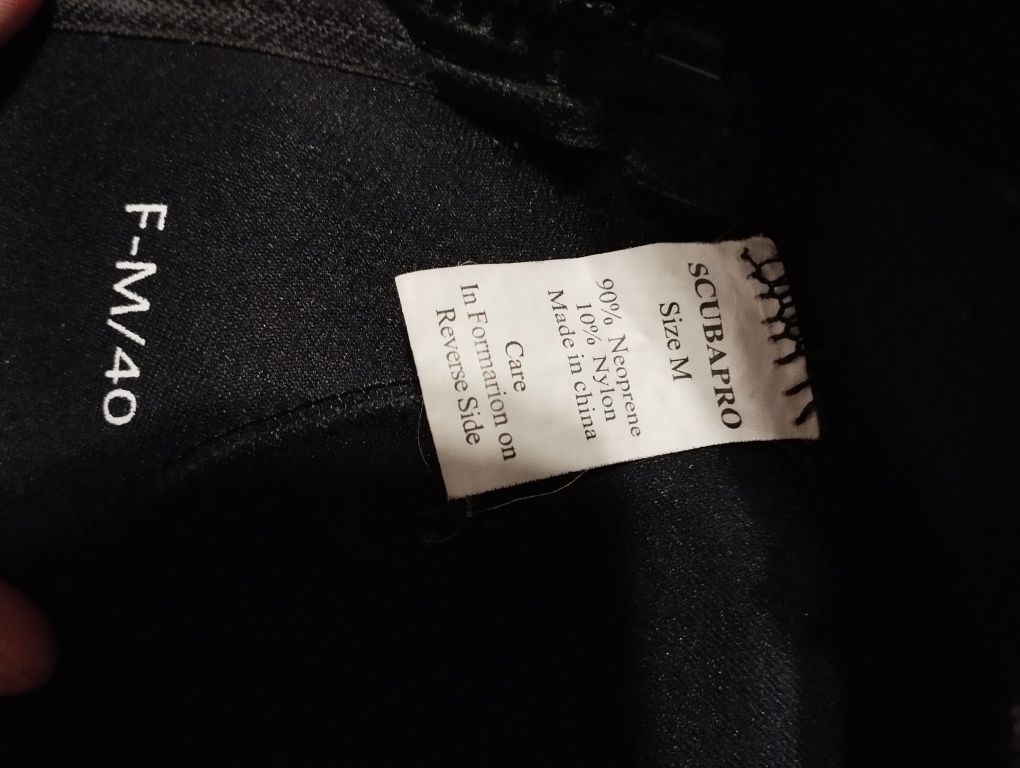 SCUBAPRO
Size M
90% Neoprene
10% Nylon
Made in china
Care
In Formarion on
Reverse Side
F-M/40